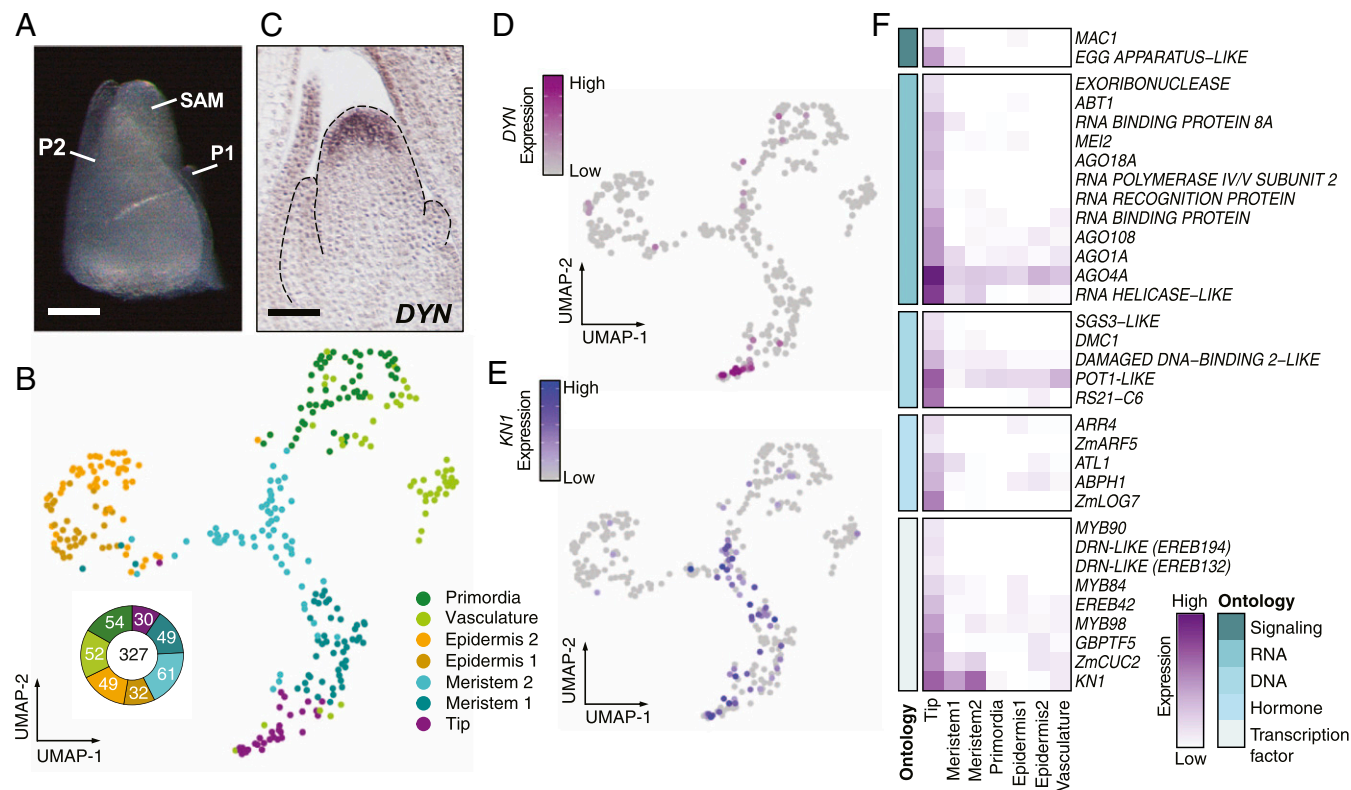 A
SAM
P2
P1
B
54
30
49
61
32
49
52
327
UMAP-2
UMAP-1
Primordia
Vasculature
Epidermis 2
Epidermis 1
Meristem 2
Meristem 1
Tip
C
DYN
D
DYN
Expression
High
Low
UMAP-2
UMAP-1
E
KN1
Expression
High
Low
UMAP-2
UMAP-1
F
MAC1
EGG APPARATUS–LIKE
EXORIBONUCLEASE
ABT1
RNA BINDING PROTEIN 8A
MEI2
AGO18A
RNA POLYMERASE IV/V SUBUNIT 2
RNA RECOGNITION PROTEIN
RNA BINDING PROTEIN
AGO108
AGO1A
AGO4A
RNA HELICASE–LIKE
SGS3–LIKE
DMC1
DAMAGED DNA–BINDING 2–LIKE
POT1-LIKE
RS21–C6
ARR4
ZmARF5
ATL1
ABPH1
ZmLOG7
MYB90
DRN-LIKE (EREB194)
DRN-LIKE (EREB132)
MYB84
EREB42
MYB98
GBPTF5
ZmCUC2
KN1
Ontology
Tip
Meristem1
Meristem2
Primordia
Epidermis1
Epidermis2
Vasculature
Expression
High
Low
Ontology
Signaling
RNA
DNA
Hormone
Transcription
factor